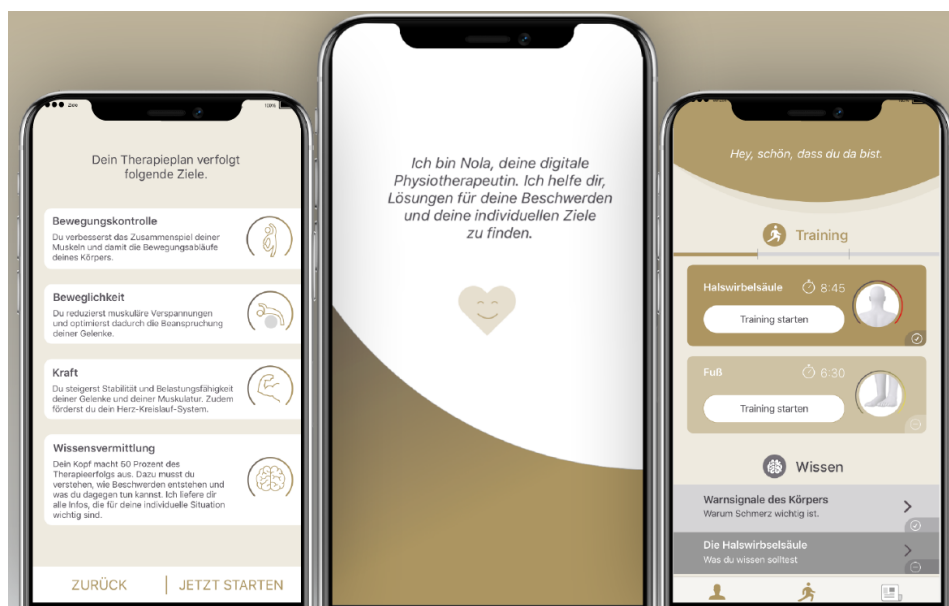 Dein Therapieplan verfolgt
folgende Ziele.
Bewegungskontrolle
Du verbesserst das Zusammenspiel deiner
Muskeln und damit die Bewegungsabläufe
deines Körpers.
Beweglichkeit
Du reduzierst muskuläre Verspannungen
und optimierst dadurch die Beanspruchung
deiner Gelenke.
Kraft
Du steigerst Stabilität und Belastungsfähigkeit
deiner Gelenke und deiner Muskulatur. Zudem
förderst du dein Herz-Kreislauf-System.
Wissensvermittlung
Dein Kopf macht 50 Prozent des
Therapieerfolgs aus. Dazu musst du
verstehen, wie Beschwerden entstehen und
was du dagegen tun kannst. Ich liefere dir
alle Infos, die für deine individuelle Situation
wichtig sind.
ZURÜCK | JETZT STARTEN
Ich bin Nola, deine digitale
Physiotherapeutin. Ich helfe dir,
Lösungen für deine Beschwerden
und deine individuellen Ziele
zu finden.
Hey, schön, dass du da bist.
Training
Halswirbelsäule 8:45
Training starten
Fuß 6:30
Training starten
Wissen
Warnsignale des Körpers
Warum Schmerz wichtig ist.
Die Halswirbselsäule
Was du wissen solltest